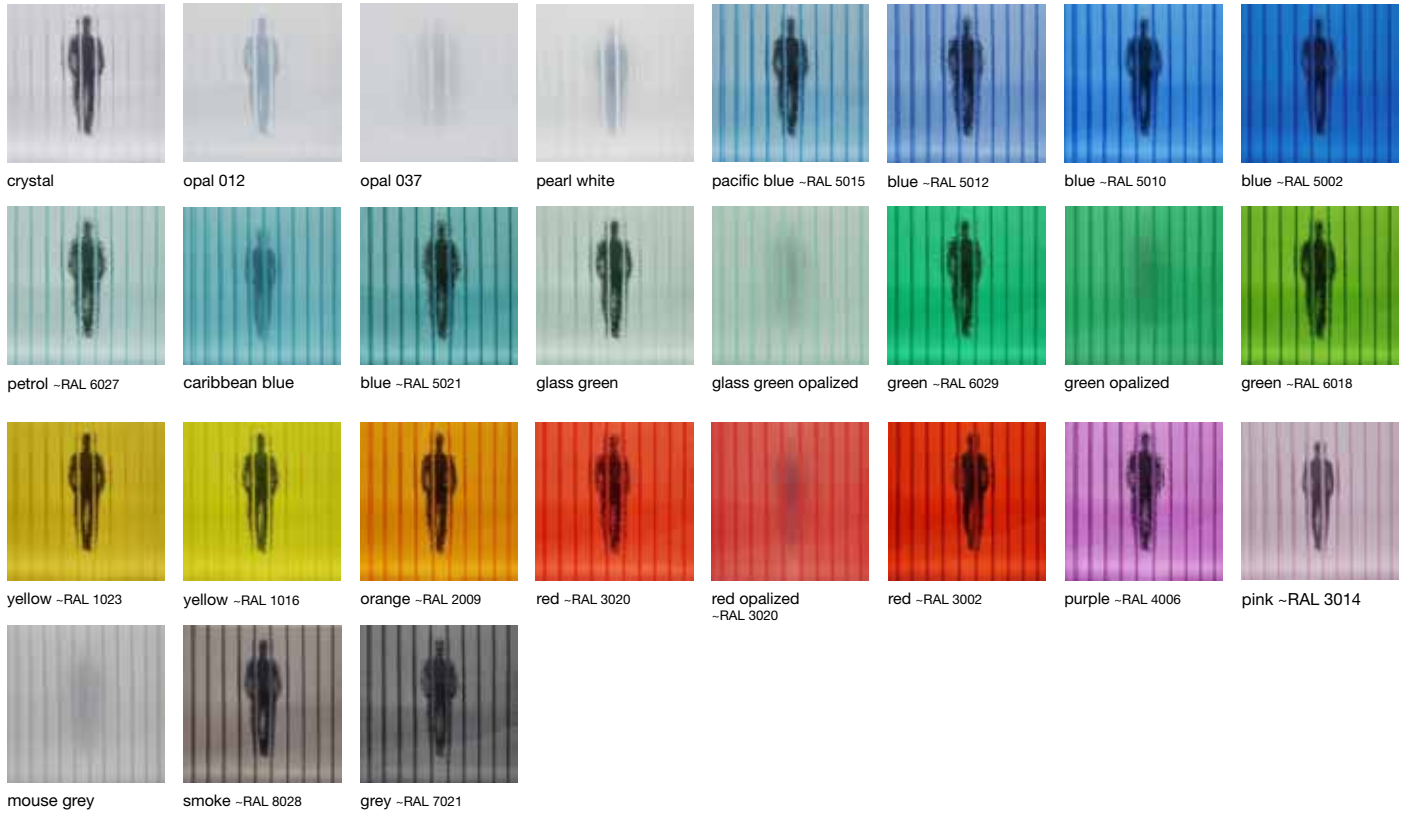 crystal
opal 012
opal 037
pearl white
pacific blue ~RAL 5015
blue ~RAL 5012
blue ~RAL 5010
blue ~RAL 5002
petrol ~RAL 6027
caribbean blue
blue ~RAL 5021
glass green
glass green opalized
green ~RAL 6029
green opalized
green ~RAL 6018
yellow ~RAL 1023
yellow ~RAL 1016
orange ~RAL 2009
red ~RAL 3020
red opalized
~RAL 3020
red ~RAL 3002
purple ~RAL 4006
pink ~RAL 3014
mouse grey
smoke ~RAL 8028
grey ~RAL 7021